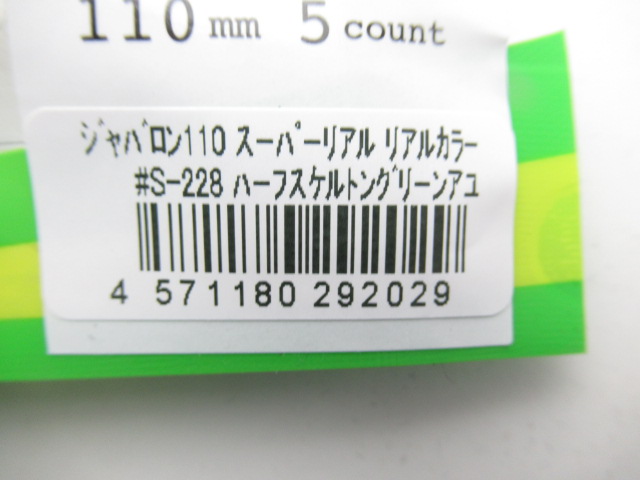 110 mm 5 count
ジャバロン110 スーパーリアル リアルカラー
#S-228 ハーフスケルトングリーンアユ
4 571180 292029